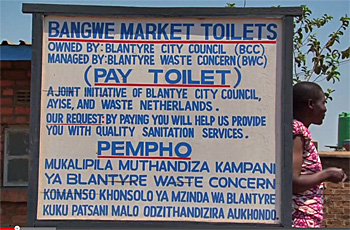 BANGWE MARKET TOILETS
OWNED BY: BLANTYRE CITY COUNCIL (BCC)
MANAGED BY: BLANTYRE WASTE CONCERN (BWC)
(PAY TOILET)
A JOINT INITIATIVE OF BLANTYE CITY COUNCIL,
AYISE, AND WASTE NETHERLANDS.
OUR REQUEST: BY PAYING YOU WILL HELP US PROVIDE
YOU WITH QUALITY SANITATION SERVICES.
PEMPHO
MUKALIPILA MUTHANDIZA KAMPANI
YA BLANTYRE WASTE CONCERN
KOMANSO KHONSOLO YA MZINDA WA BLANTYRE
KUKU PATSANI MALO ODZITHANDIZIRA AUKHONDO.